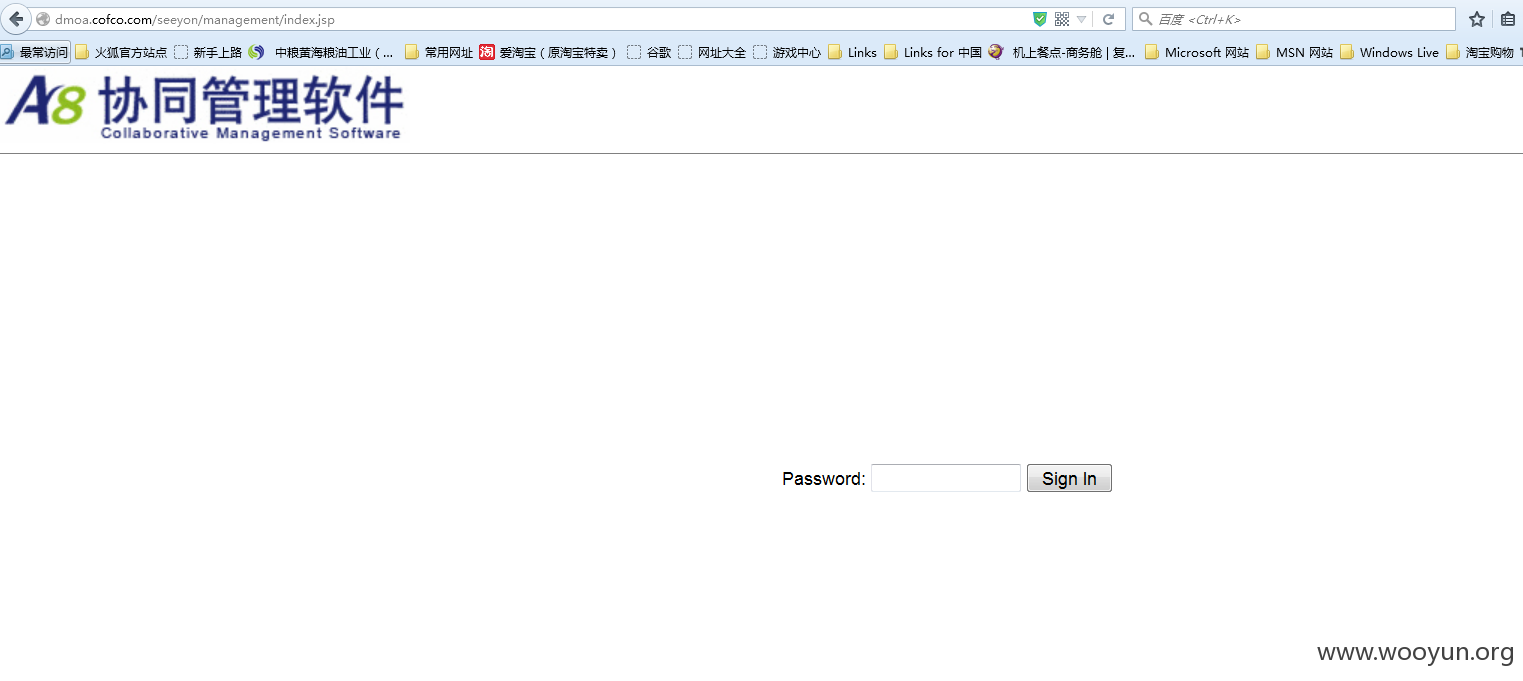 dmoa.cofco.com/seeyon/management/index.jsp 百度 <Ctrl+K>
最常访问 火狐官方站点 新手上路 中粮黄海粮油工业（... 常用网址 淘 爱淘宝（原淘宝特卖） 谷歌 网址大全 游戏中心 Links Links for 中国 机上餐点-商务舱 | 复... Microsoft 网站 MSN 网站 Windows Live 淘宝购物
A8 协同管理软件
Collaborative Management Software
Password: Sign In
www.wooyun.org